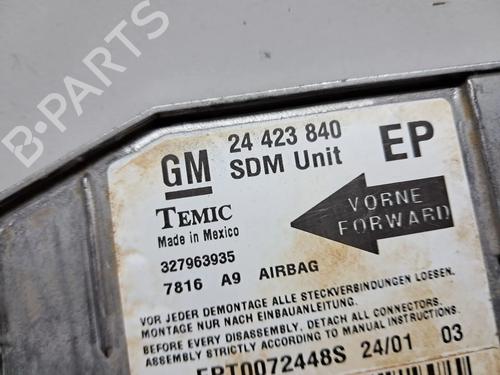 B-PARTS
GM
24 423 840
SDM Unit
EP
TEMIC
Made in Mexico
VORNE
FORWARD
327963935
7816 A9 AIRBAG
VOR JEDER DEMONTAGE ALLE STECKVERBINDUNGEN LOESEN.
MONTAGE NUR NACH EINBAUANLEITUNG.
BEFORE EVERY DISASSEMBLY, DETACH ALL CONNECTORS.
ASSEMBLY STRICTLY ACCORDING TO MANUAL INSTRUCTIONS.
24/01 03